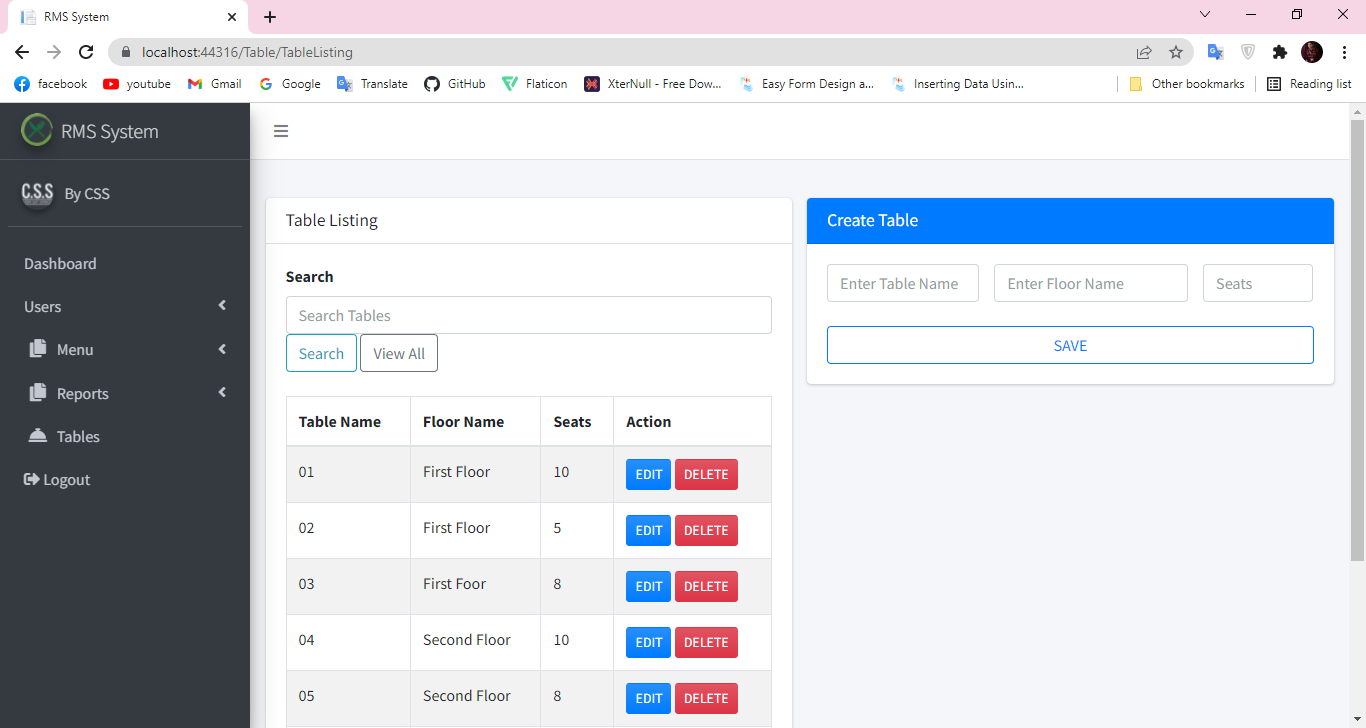 RMS System
localhost:44316/Table/TableListing
facebook youtube Gmail Google Translate GitHub Flaticon XterNull - Free Dow... Easy Form Design a... Inserting Data Usin... Other bookmarks Reading list
RMS System
C.S.S By CSS
Dashboard
Users
Menu
Reports
Tables
Logout
Table Listing
Search
Search Tables
Search View All
Table Name Floor Name Seats Action
01 First Floor 10 EDIT DELETE
02 First Floor 5 EDIT DELETE
03 First Foor 8 EDIT DELETE
04 Second Floor 10 EDIT DELETE
05 Second Floor 8 EDIT DELETE
Create Table
Enter Table Name Enter Floor Name Seats
SAVE